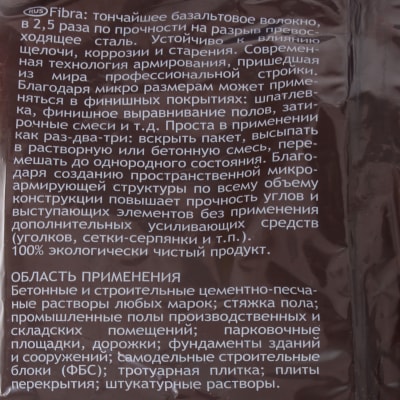 RUS Fibra: тончайшее базальтовое волокно,
в 2,5 раза по прочности на разрыв превос-
ходящее сталь. Устойчиво к влиянию
щелочи, коррозии и старения. Современ-
ная технология армирования, пришедшая
из мира профессиональной стройки.
Благодаря микро размерам может приме-
няться в финишных покрытиях: шпатлев-
ка, финишное выравнивание полов, зати-
рочные смеси и т.д. Проста в применении
как раз-два-три: вскрыть пакет, высыпать
в растворную или бетонную смесь, пере-
мешать до однородного состояния. Благо-
даря созданию пространственной микро-
армирующей структуры по всему объему
конструкции повышает прочность углов и
выступающих элементов без применения
дополнительных усиливающих средств
(уголков, сетки-серпянки и т.п.).
100% экологически чистый продукт.
ОБЛАСТЬ ПРИМЕНЕНИЯ
Бетонные и строительные цементно-песча-
ные растворы любых марок; стяжка пола;
промышленные полы производственных и
складских помещений; парковочные
площадки, дорожки; фундаменты зданий
и сооружений; самодельные строительные
блоки (ФБС); тротуарная плитка; плиты
перекрытия; штукатурные растворы.